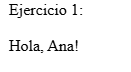 Ejercicio 1:
Hola, Ana!